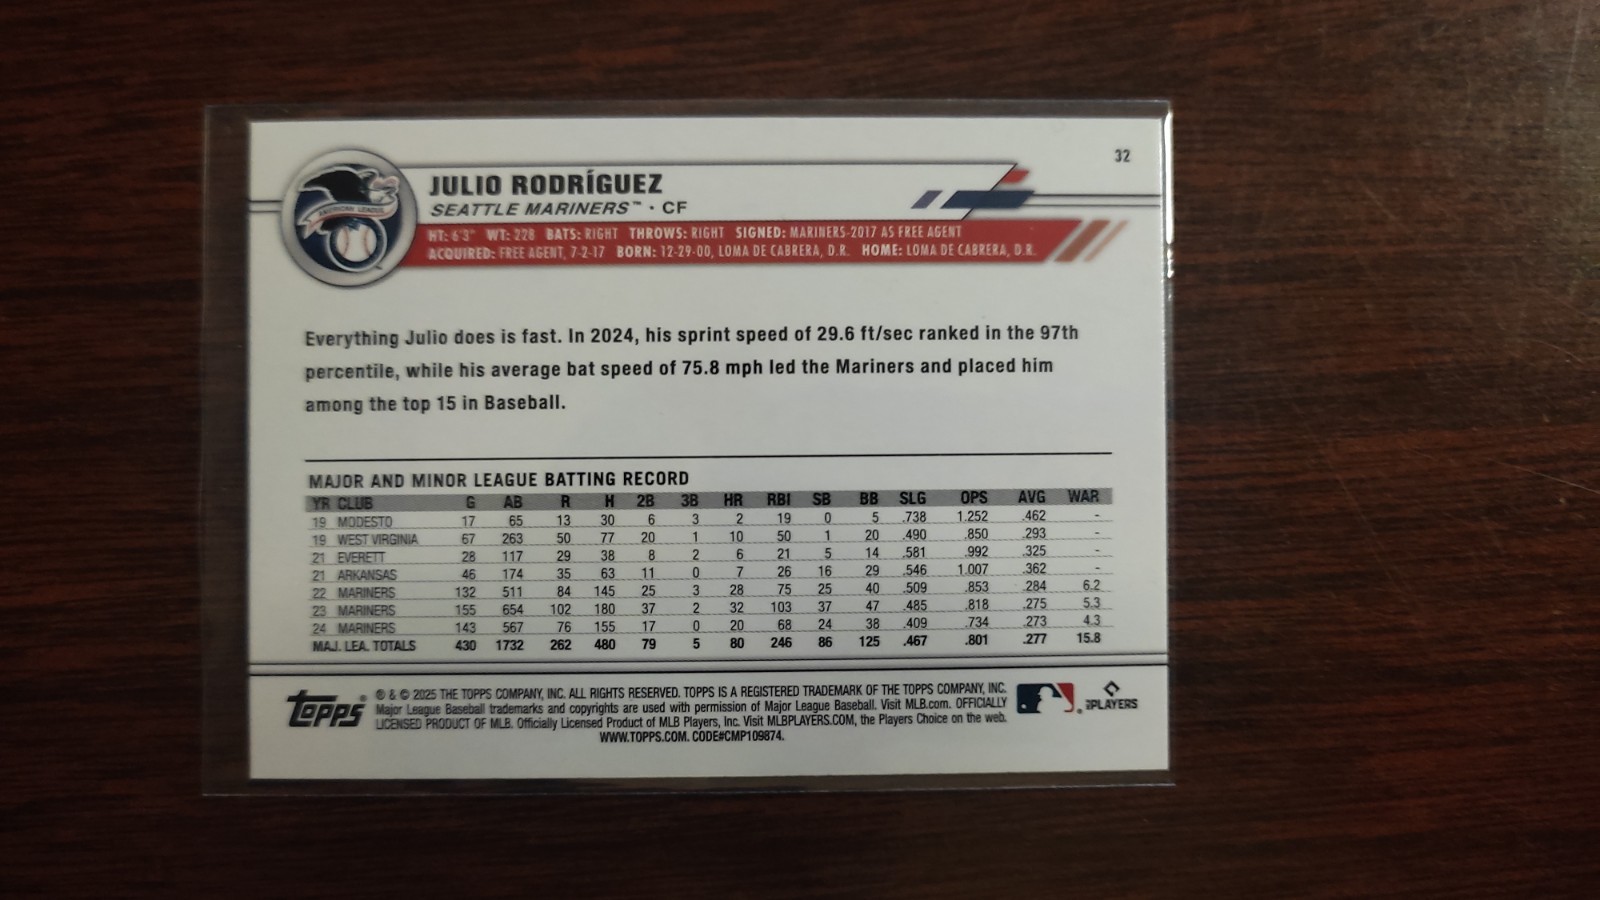 32
AMERICAN LEAGUE
JULIO RODRÍGUEZ
SEATTLE MARINERS™ · CF
HT: 6'3" WT: 228 BATS: RIGHT THROWS: RIGHT SIGNED: MARINERS-2017 AS FREE AGENT
ACQUIRED: FREE AGENT, 7-2-17 BORN: 12-29-00, LOMA DE CABRERA, D.R. HOME: LOMA DE CABRERA, D.R.
Everything Julio does is fast. In 2024, his sprint speed of 29.6 ft/sec ranked in the 97th
percentile, while his average bat speed of 75.8 mph led the Mariners and placed him
among the top 15 in Baseball.
MAJOR AND MINOR LEAGUE BATTING RECORD
YR CLUB G AB R H 2B 3B HR RBI SB BB SLG OPS AVG WAR
19 MODESTO 17 65 13 30 6 3 2 19 0 5 .738 1.252 .462 -
19 WEST VIRGINIA 67 263 50 77 20 1 10 50 1 20 .490 .850 .293 -
21 EVERETT 28 117 29 38 8 2 6 21 5 14 .581 .992 .325 -
21 ARKANSAS 46 174 35 63 11 0 7 26 16 29 .546 1.007 .362 -
22 MARINERS 132 511 84 145 25 3 28 75 25 40 .509 .853 .284 6.2
23 MARINERS 155 654 102 180 37 2 32 103 37 47 .485 .818 .275 5.3
24 MARINERS 143 567 76 155 17 0 20 68 24 38 .409 .734 .273 4.3
MAJ. LEA. TOTALS 430 1732 262 480 79 5 80 246 86 125 .467 .801 .277 15.8
Topps ® & © 2025 THE TOPPS COMPANY, INC. ALL RIGHTS RESERVED. TOPPS IS A REGISTERED TRADEMARK OF THE TOPPS COMPANY, INC.
Major League Baseball trademarks and copyrights are used with permission of Major League Baseball. Visit MLB.com. OFFICIALLY
LICENSED PRODUCT OF MLB. Officially Licensed Product of MLB Players, Inc. Visit MLBPLAYERS.COM, the Players Choice on the web.
WWW.TOPPS.COM. CODE#CMP109874.
PLAYERS